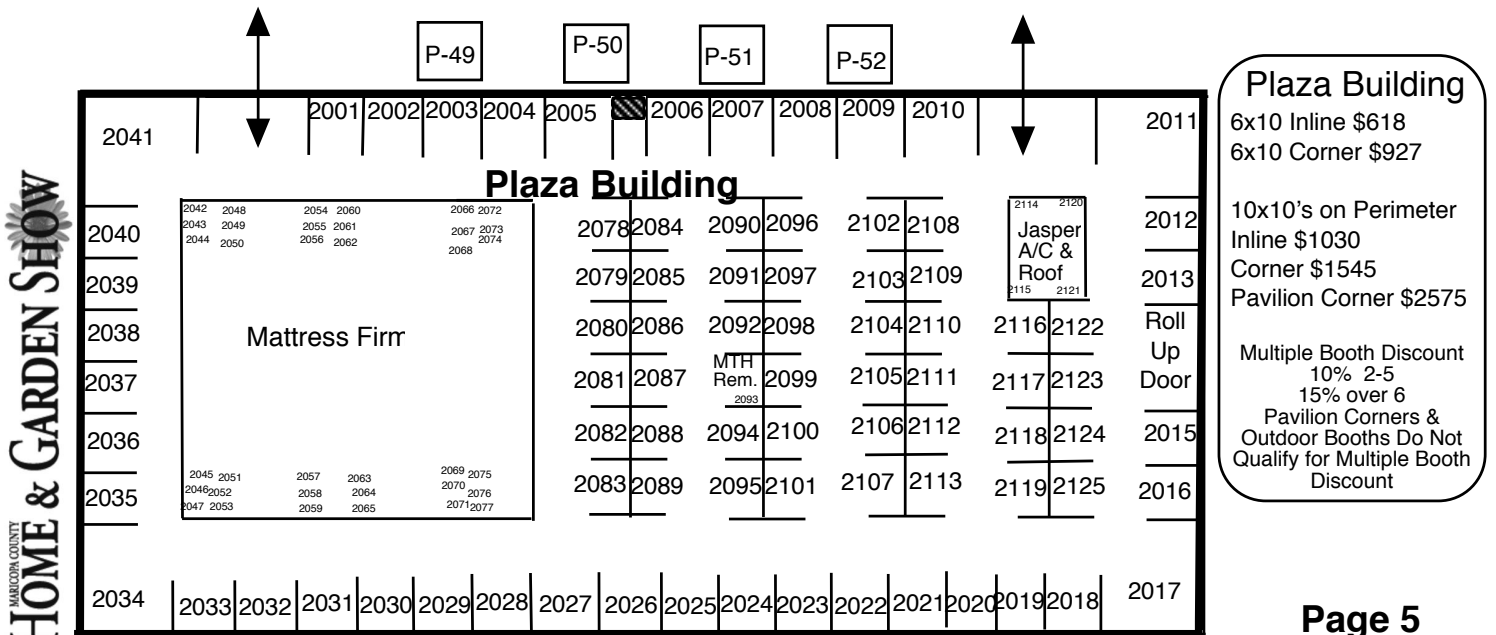 P-49
P-50
P-51
P-52
2041
2001
2002
2003
2004
2005
2006
2007
2008
2009
2010
2011
Plaza Building
2042 2048 2054 2060 2066 2072
2043 2049 2055 2061 2067 2073
2044 2050 2056 2062 2068 2074
Mattress Firm
2045 2051 2057 2063 2069 2075
2046 2052 2058 2064 2070 2076
2047 2053 2059 2065 2071 2077
2040
2039
2038
2037
2036
2035
2034
2078 2084
2079 2085
2080 2086
2081 2087
2082 2088
2083 2089
2090 2096
2091 2097
2092 2098
MTH
Rem. 2099
2093
2094 2100
2095 2101
2102 2108
2103 2109
2104 2110
2105 2111
2106 2112
2107 2113
2114 2120
Jasper
A/C &
Roof
2115 2121
2116 2122
2117 2123
2118 2124
2119 2125
2012
2013
Roll
Up
Door
2015
2016
2017
2033 2032 2031 2030 2029 2028 2027 2026 2025 2024 2023 2022 2021 2020 2019 2018
Plaza Building
6x10 Inline $618
6x10 Corner $927
10x10's on Perimeter
Inline $1030
Corner $1545
Pavilion Corner $2575
Multiple Booth Discount
10% 2-5
15% over 6
Pavilion Corners &
Outdoor Booths Do Not
Qualify for Multiple Booth
Discount
Page 5
MARICOPA COUNTY
HOME & GARDEN SHOW